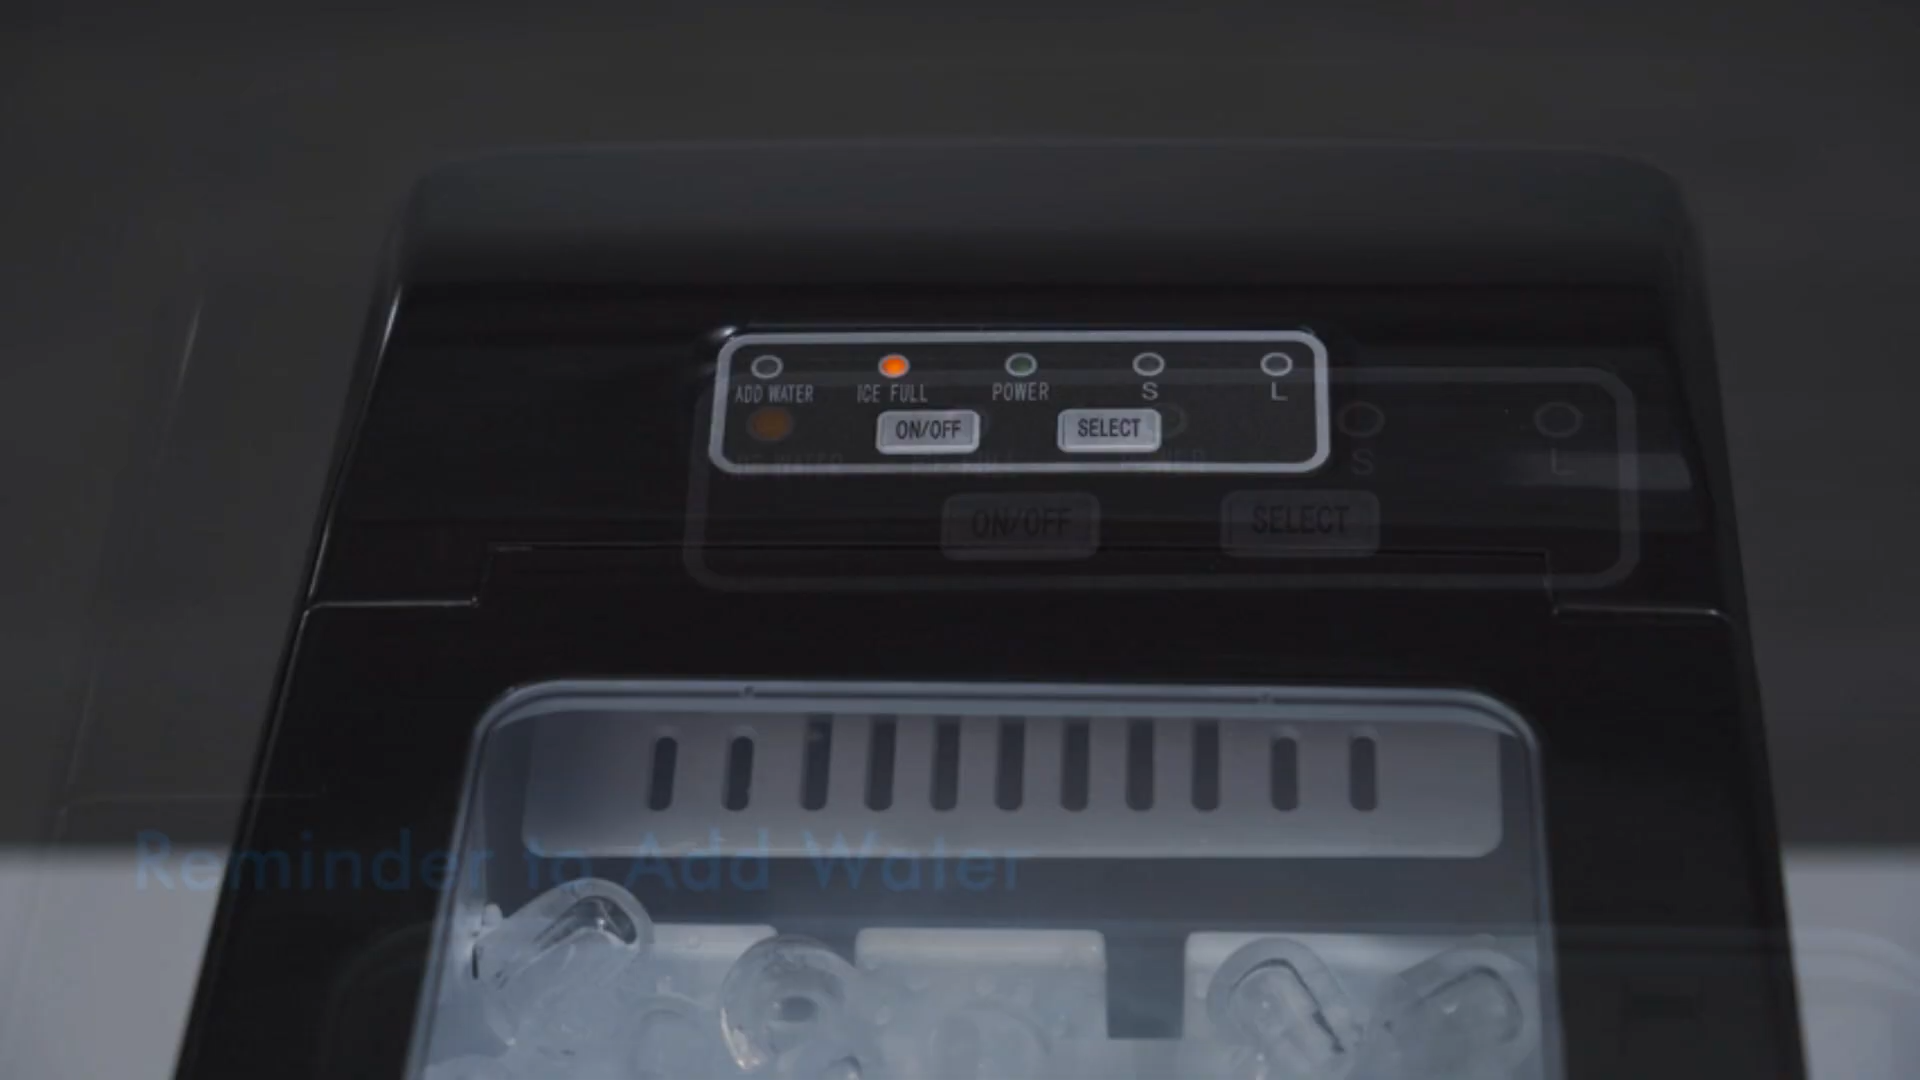 ADD WATER ICE FULL POWER S L
ON/OFF SELECT
S L
ON/OFF SELECT
Reminder to Add Water